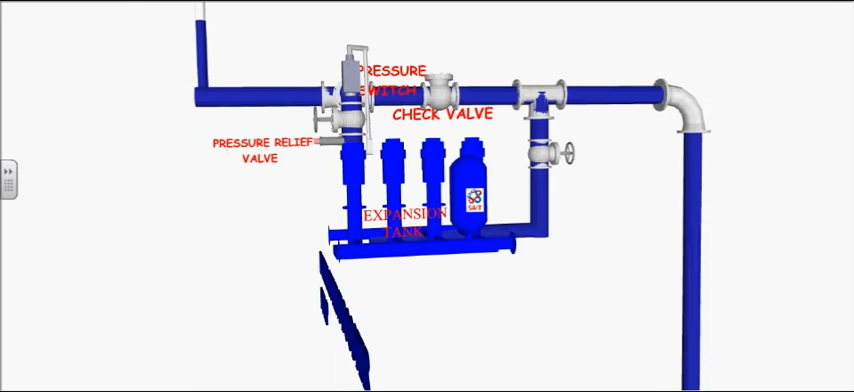 PRESSURE
SWITCH
CHECK VALVE
PRESSURE RELIEF
VALVE
EXPANSION
TANK